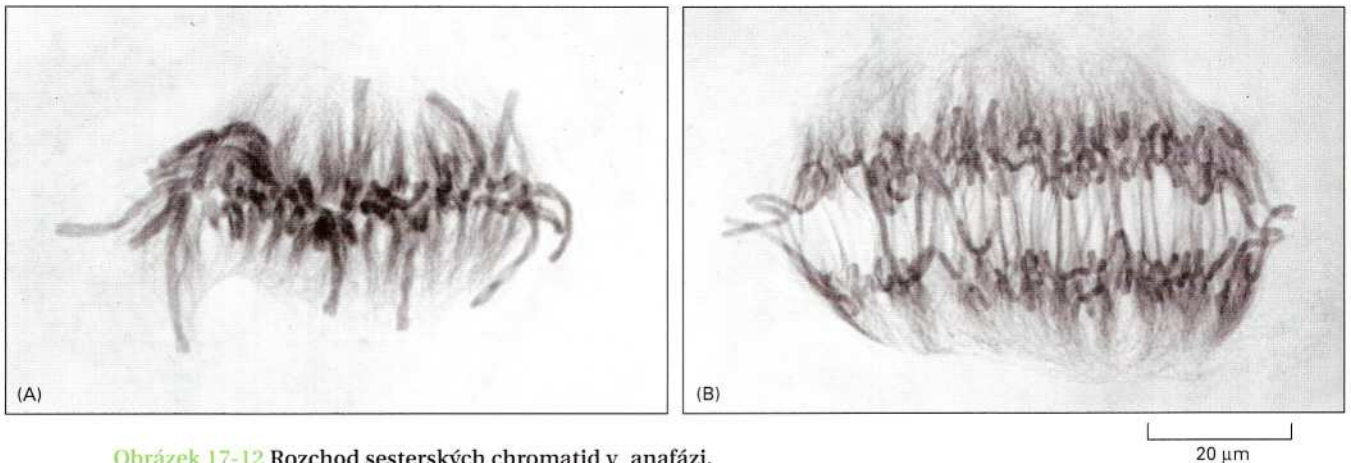 (A)
(B)
20 µm
Obrázek 17-12 Rozchod sesterských chromatid v anafázi.